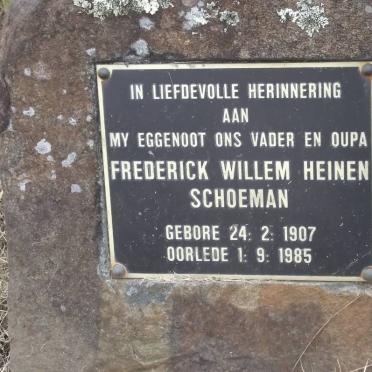 IN LIEFDEVOLLE HERINNERING
AAN
MY EGGENOOT ONS VADER EN OUPA
FREDERICK WILLEM HEINEN
SCHOEMAN
GEBORE 24. 2. 1907
OORLEDE 1. 9. 1985